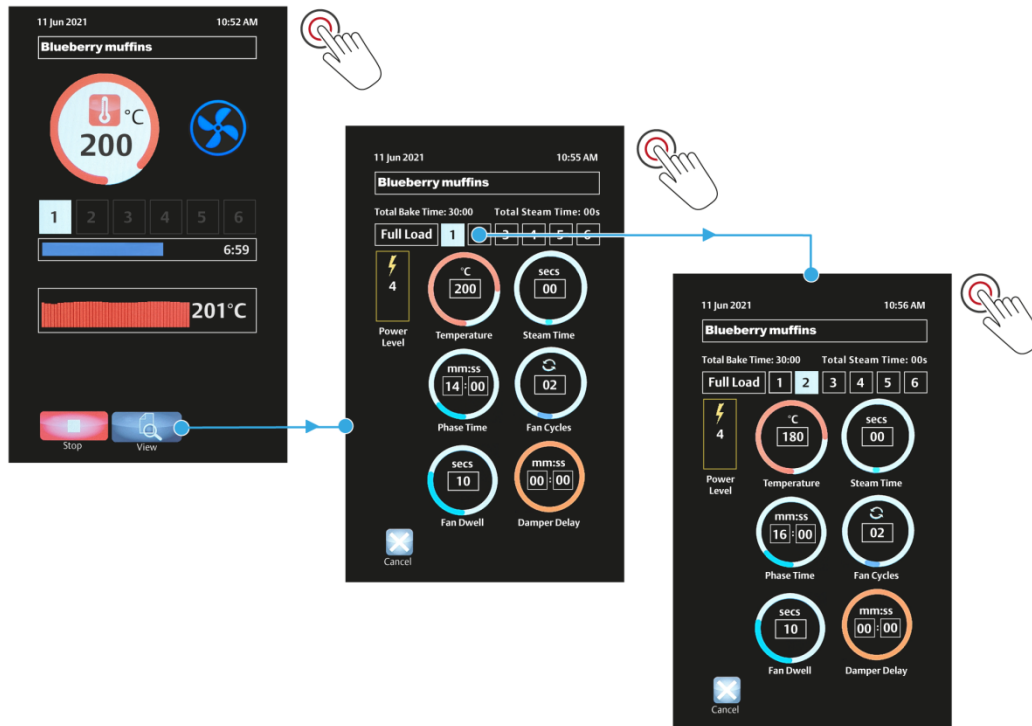 11 Jun 2021 10:52 AM
Blueberry muffins
°C
200
1 2 3 4 5 6
6:59
201°C
Stop View
11 Jun 2021 10:55 AM
Blueberry muffins
Total Bake Time: 30:00 Total Steam Time: 00s
Full Load 1 3 4 5 6
4
Power
Level
°C
200
Temperature
secs
00
Steam Time
mm:ss
14:00
Phase Time
02
Fan Cycles
secs
10
Fan Dwell
mm:ss
00:00
Damper Delay
Cancel
11 Jun 2021 10:56 AM
Blueberry muffins
Total Bake Time: 30:00 Total Steam Time: 00s
Full Load 1 2 3 4 5 6
4
Power
Level
°C
180
Temperature
secs
00
Steam Time
mm:ss
16:00
Phase Time
02
Fan Cycles
secs
10
Fan Dwell
mm:ss
00:00
Damper Delay
Cancel